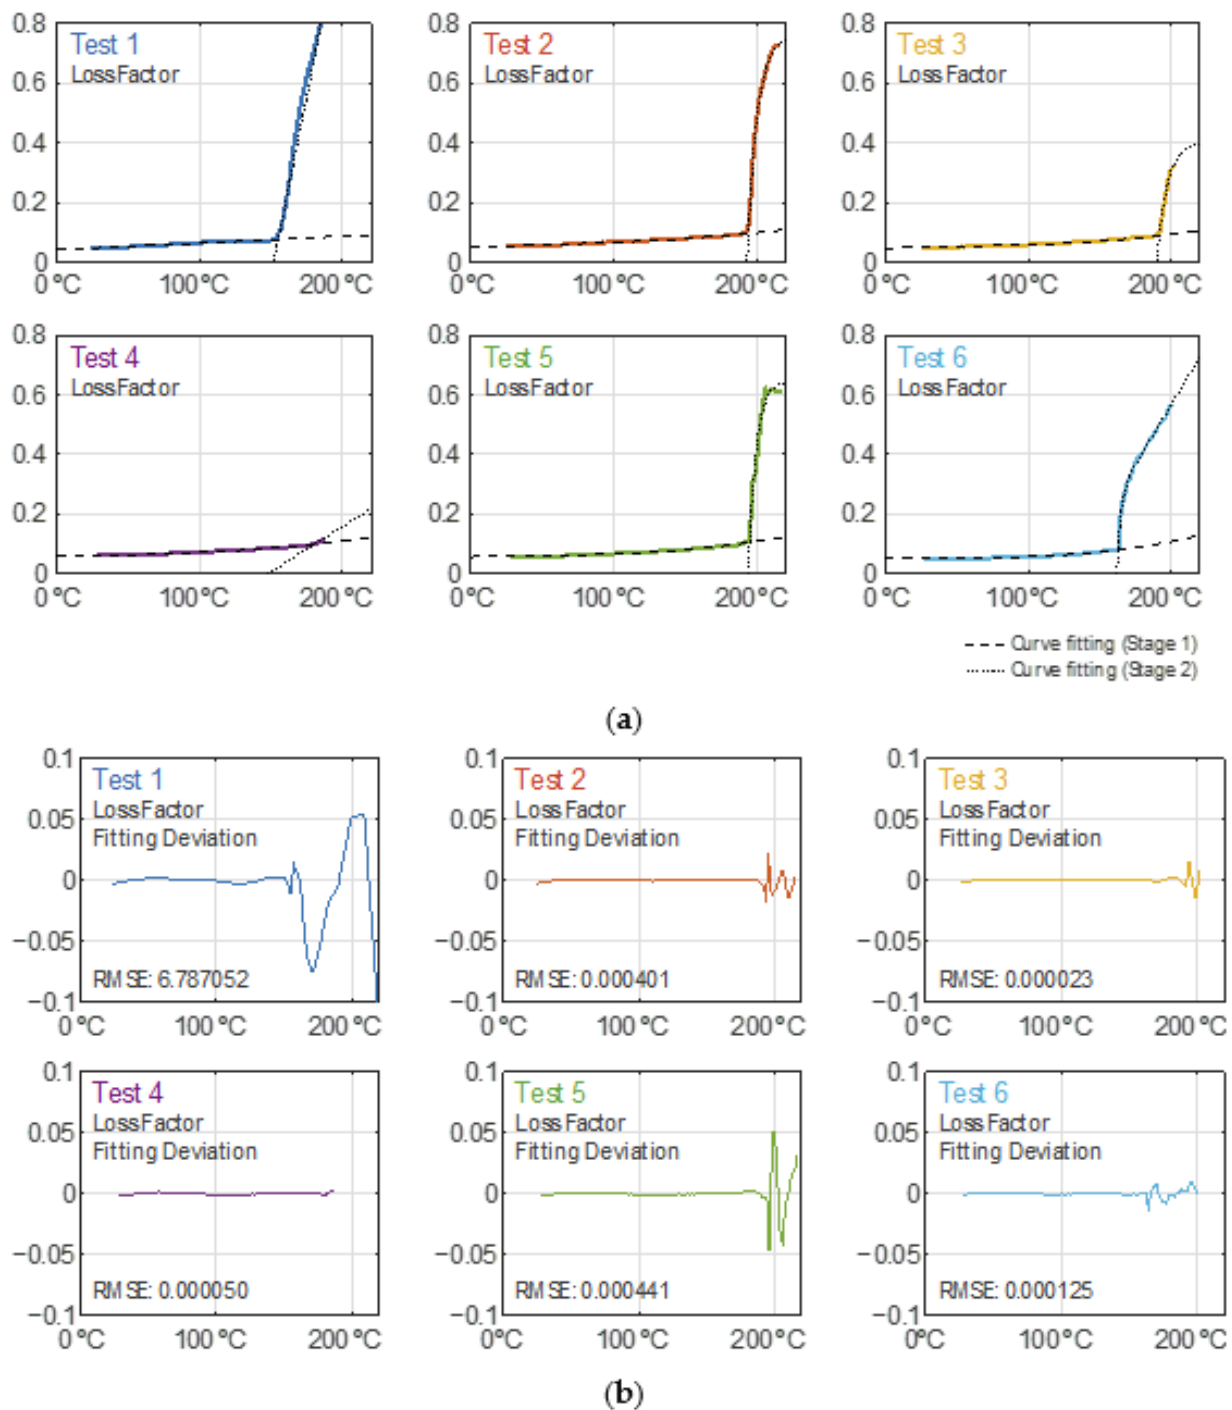 0.8
Test 1
LossFactor
0.6
0.4
0.2
0
0°C
100°C
200°C
0.8
Test 2
LossFactor
0.6
0.4
0.2
0
0°C
100°C
200°C
0.8
Test 3
LossFactor
0.6
0.4
0.2
0
0°C
100°C
200°C
0.8
Test 4
LossFactor
0.6
0.4
0.2
0
0°C
100°C
200°C
0.8
Test 5
LossFactor
0.6
0.4
0.2
0
0°C
100°C
200°C
0.8
Test 6
LossFactor
0.6
0.4
0.2
0
0°C
100°C
200°C
Curve fitting (Stage 1)
Curve fitting (Stage 2)
(a)
0.1
Test 1
LossFactor
0.05
Fitting Deviation
0
−0.05
RMSE: 6.787052
−0.1
0°C
100°C
200°C
0.1
Test 2
LossFactor
0.05
Fitting Deviation
0
−0.05
RMSE: 0.000401
−0.1
0°C
100°C
200°C
0.1
Test 3
LossFactor
0.05
Fitting Deviation
0
−0.05
RMSE: 0.000023
−0.1
0°C
100°C
200°C
0.1
Test 4
LossFactor
0.05
Fitting Deviation
0
−0.05
RMSE: 0.000050
−0.1
0°C
100°C
200°C
0.1
Test 5
LossFactor
0.05
Fitting Deviation
0
−0.05
RMSE: 0.000441
−0.1
0°C
100°C
200°C
0.1
Test 6
LossFactor
0.05
Fitting Deviation
0
−0.05
RMSE: 0.000125
−0.1
0°C
100°C
200°C
(b)